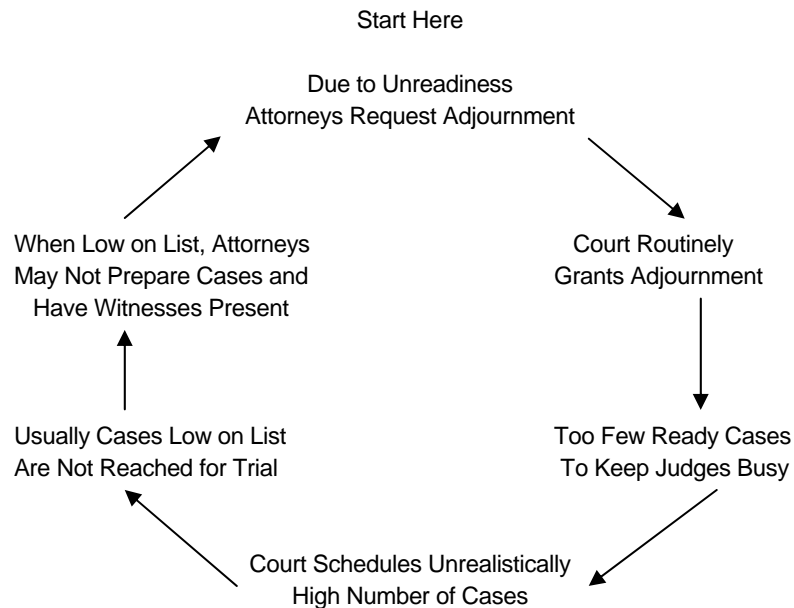 Start Here
Due to Unreadiness
Attorneys Request Adjournment
Court Routinely
Grants Adjournment
Too Few Ready Cases
To Keep Judges Busy
Court Schedules Unrealistically
High Number of Cases
Usually Cases Low on List
Are Not Reached for Trial
When Low on List, Attorneys
May Not Prepare Cases and
Have Witnesses Present